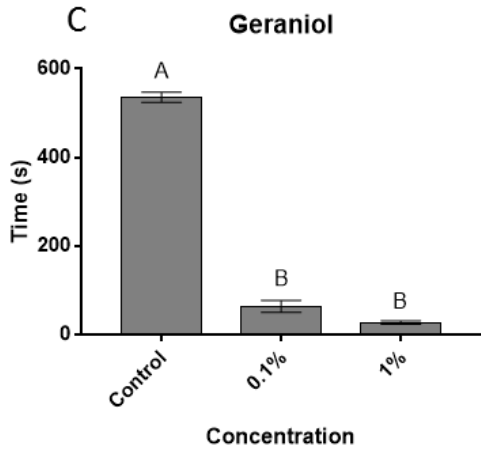 C
Geraniol
600
400
200
0
Time (s)
A
B
B
Control
0.1%
1%
Concentration